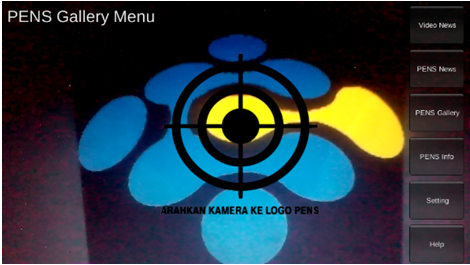 PENS Gallery Menu
Video News
PENS News
PENS Gallery
PENS Info
Setting
Help
ARAHKAN KAMERA KE LOGO PENS